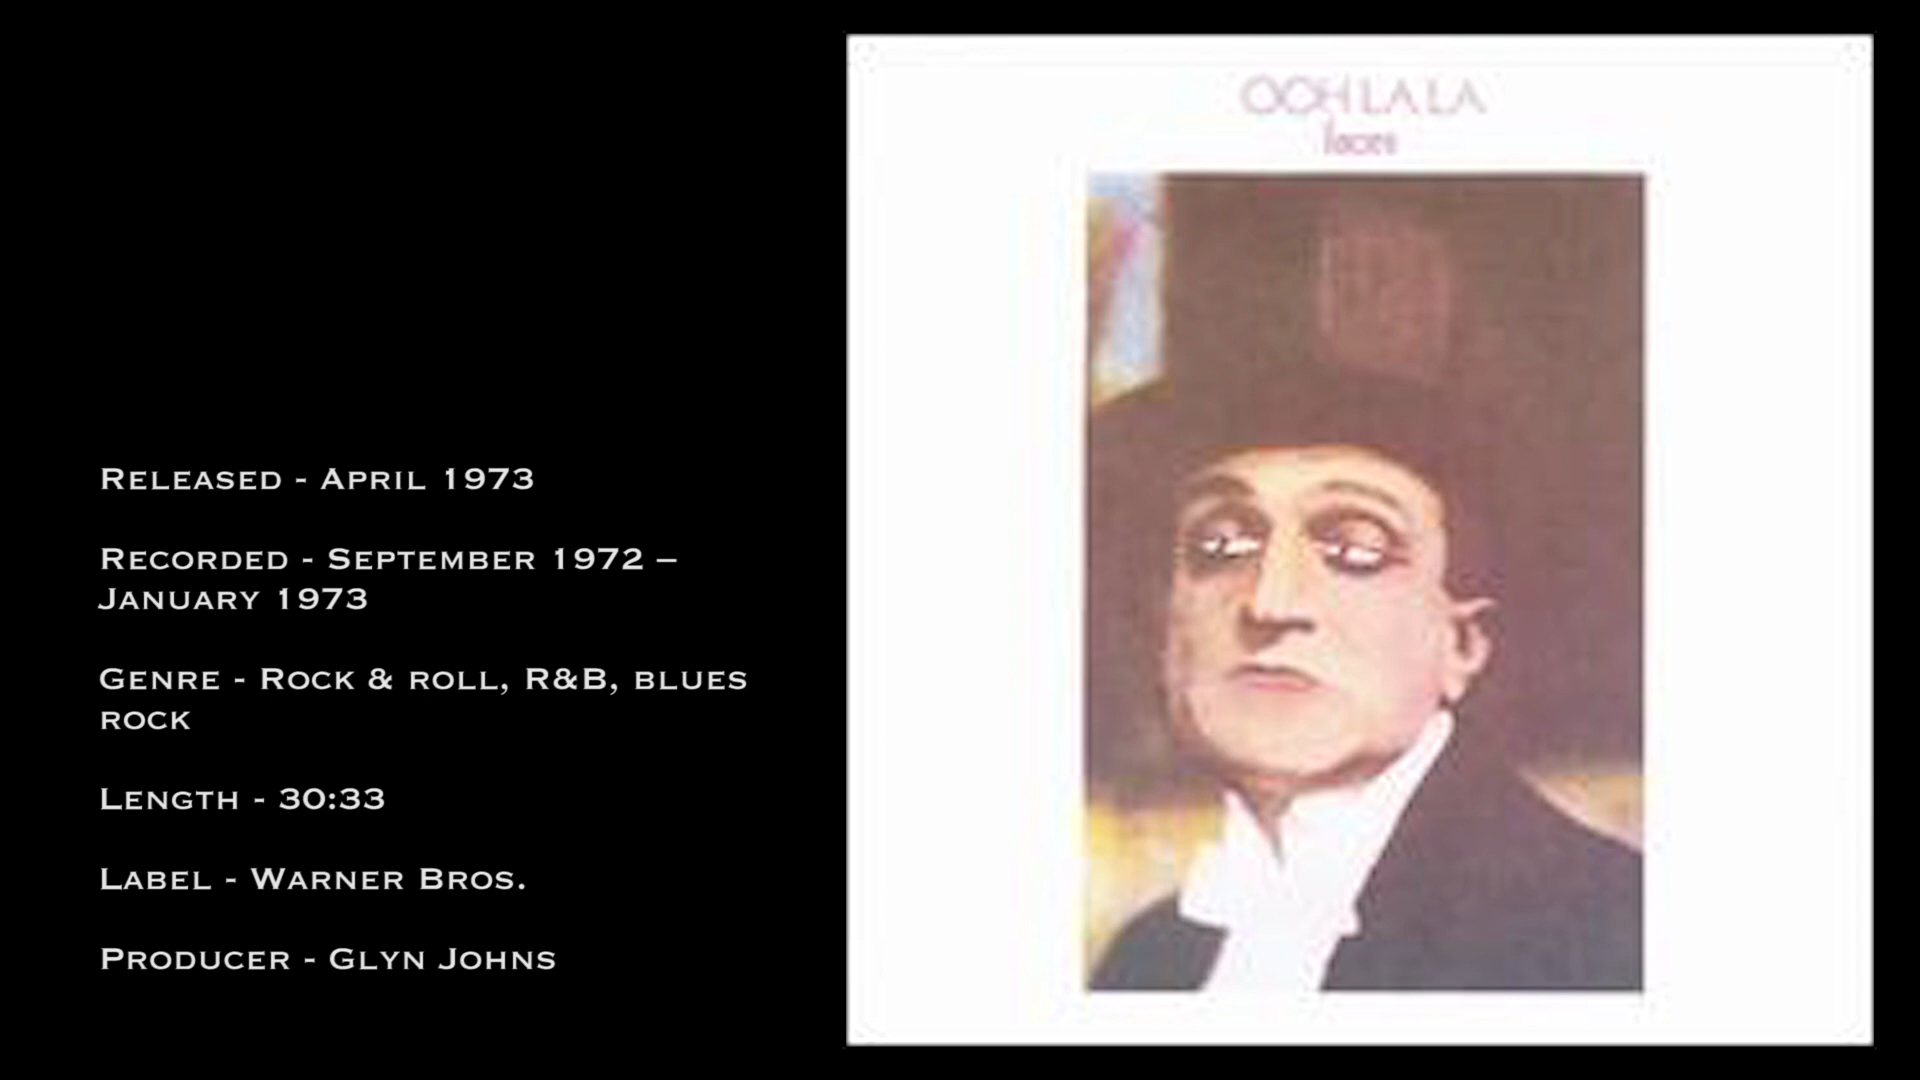 Released - April 1973
Recorded - September 1972 –
January 1973
Genre - Rock & roll, R&B, blues
rock
Length - 30:33
Label - Warner Bros.
Producer - Glyn Johns
OOH LA LA
faces